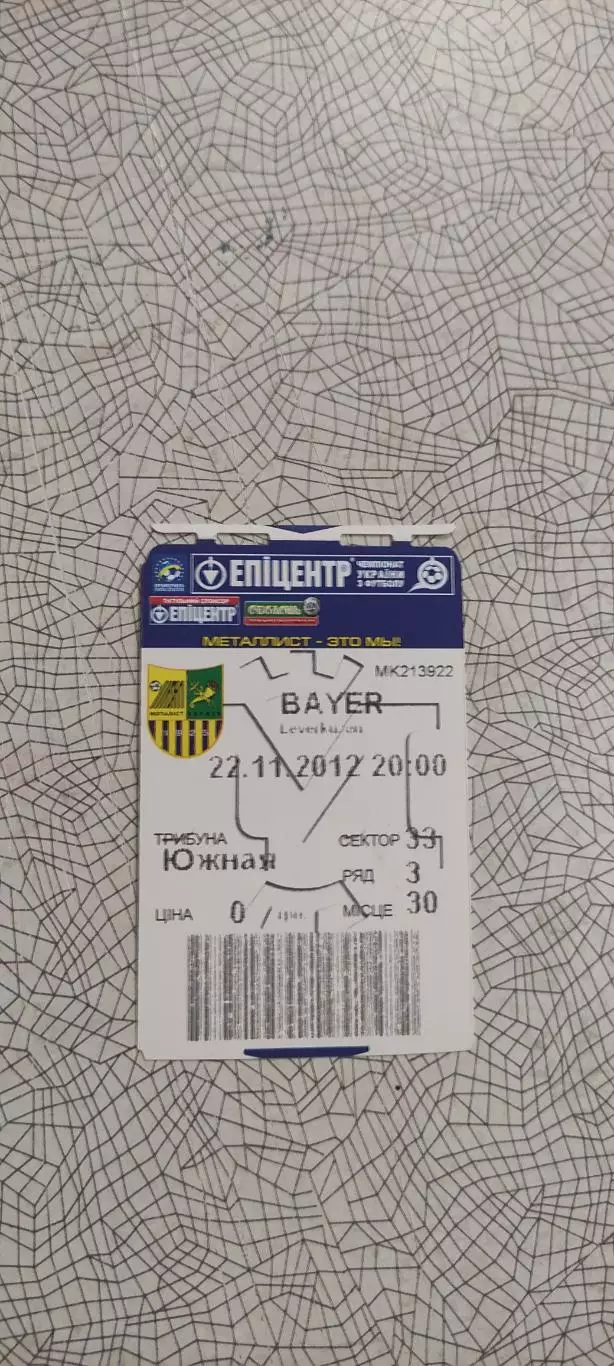 ЕПІЦЕНТР
ЧЕМПІОНАТ
УКРАЇНИ
З ФУТБОЛУ
ТИТУЛЬНИЙ СПОНСОР
ЕПІЦЕНТР
МЕТАЛЛИСТ - ЭТО МЫ!
MK213922
BAYER
Leverkusen
22.11.2012 20:00
ТРИБУНА
Южная
СЕКТОР 33
РЯД 3
ЦІНА 0
МІСЦЕ 30